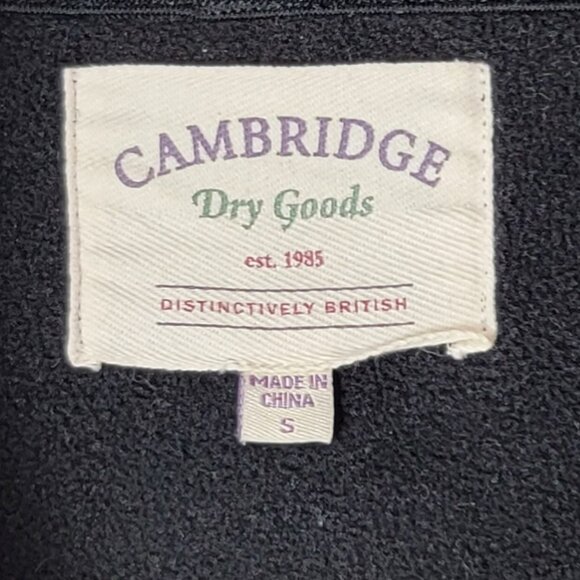 CAMBRIDGE
Dry Goods
est. 1985
DISTINCTIVELY BRITISH
MADE IN
CHINA
S